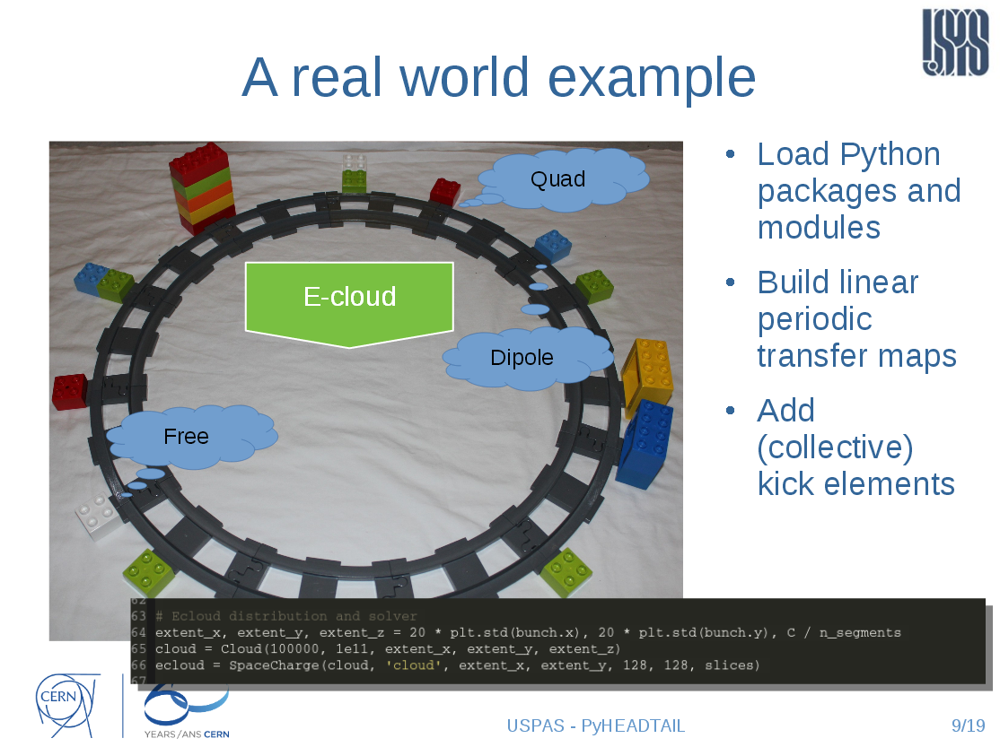 A real world example
Quad
E-cloud
Dipole
Free
• Load Python
packages and
modules
• Build linear
periodic
transfer maps
• Add
(collective)
kick elements
62
63 # Ecloud distribution and solver
64 extent_x, extent_y, extent_z = 20 * plt.std(bunch.x), 20 * plt.std(bunch.y), C / n_segments
65 cloud = Cloud(100000, 1e11, extent_x, extent_y, extent_z)
66 ecloud = SpaceCharge(cloud, 'cloud', extent_x, extent_y, 128, 128, slices)
67
CERN
YEARS/ANS CERN
USPAS - PyHEADTAIL
9/19